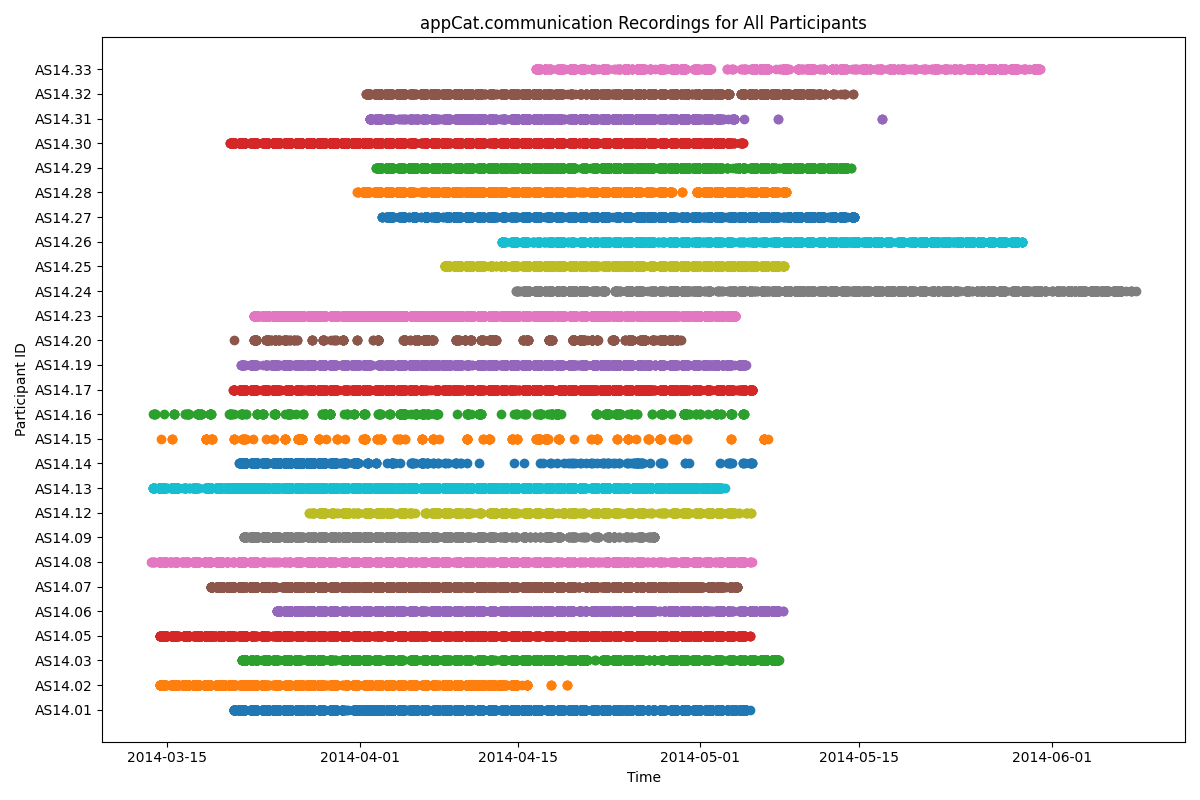 appCat.communication Recordings for All Participants
AS14.33
AS14.32
AS14.31
AS14.30
AS14.29
AS14.28
AS14.27
AS14.26
AS14.25
AS14.24
AS14.23
AS14.20
AS14.19
AS14.17
AS14.16
AS14.15
AS14.14
AS14.13
AS14.12
AS14.09
AS14.08
AS14.07
AS14.06
AS14.05
AS14.03
AS14.02
AS14.01
Participant ID
2014-03-15 2014-04-01 2014-04-15 2014-05-01 2014-05-15 2014-06-01
Time